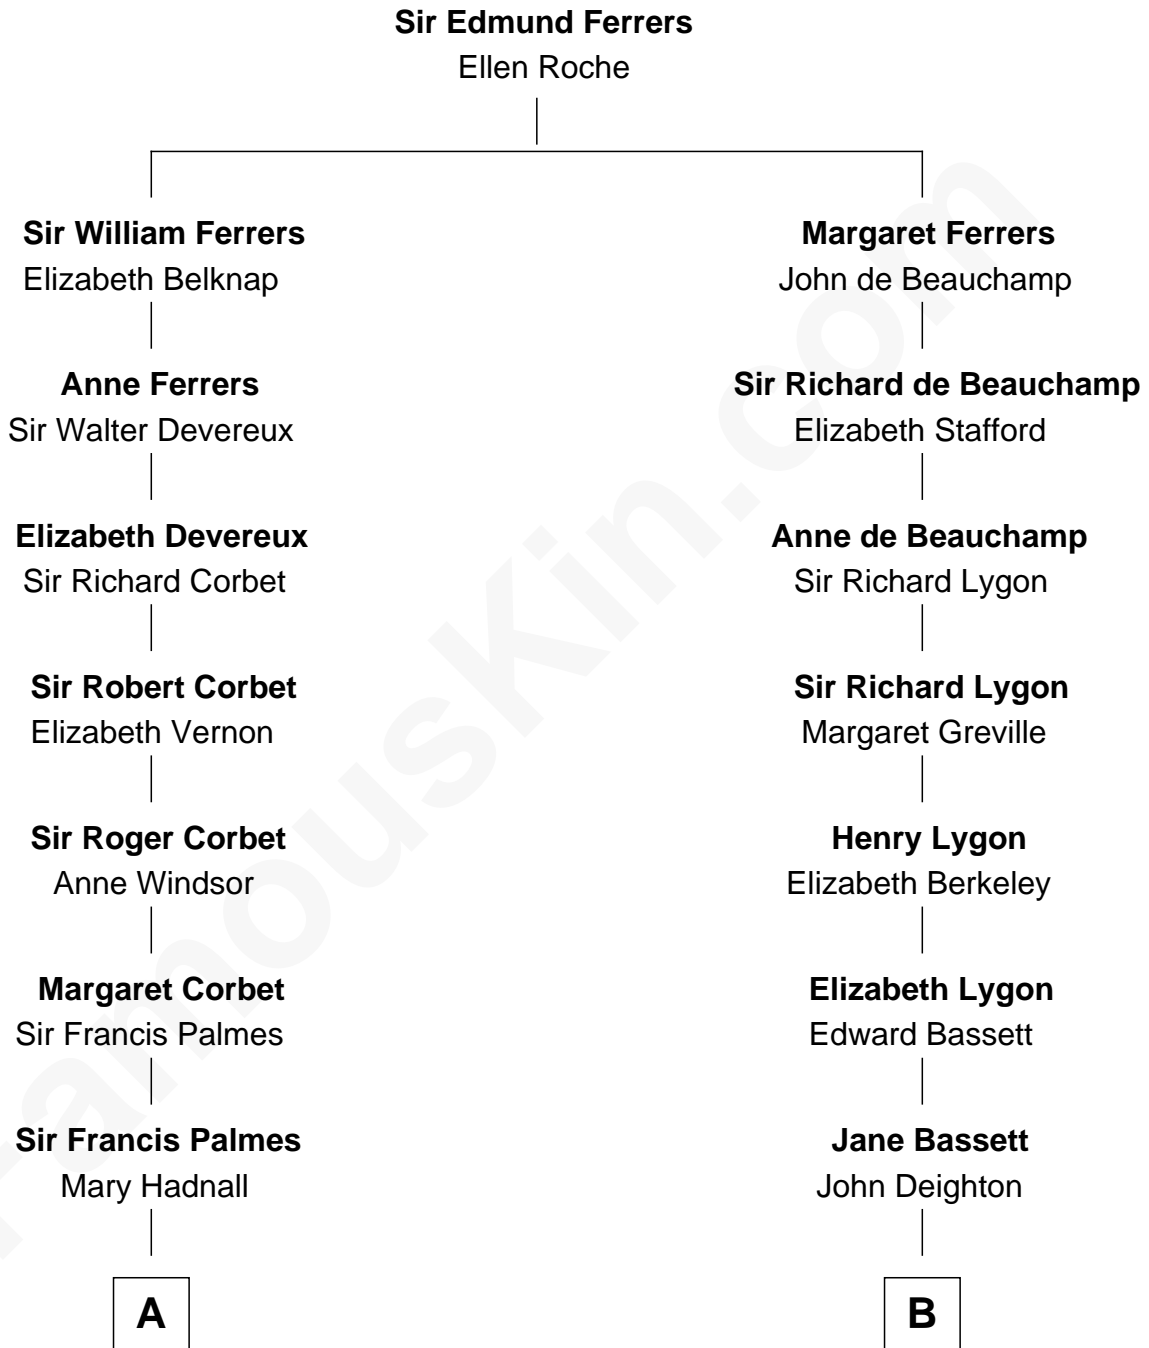 Sir Edmund Ferrers
Ellen Roche
Sir William Ferrers
Elizabeth Belknap
Margaret Ferrers
John de Beauchamp
Anne Ferrers
Sir Walter Devereux
Sir Richard de Beauchamp
Elizabeth Stafford
Elizabeth Devereux
Sir Richard Corbet
Anne de Beauchamp
Sir Richard Lygon
Sir Robert Corbet
Elizabeth Vernon
Sir Richard Lygon
Margaret Greville
Sir Roger Corbet
Anne Windsor
Henry Lygon
Elizabeth Berkeley
Margaret Corbet
Sir Francis Palmes
Elizabeth Lygon
Edward Bassett
Sir Francis Palmes
Mary Hadnall
Jane Bassett
John Deighton
A
B
FamousKin.com